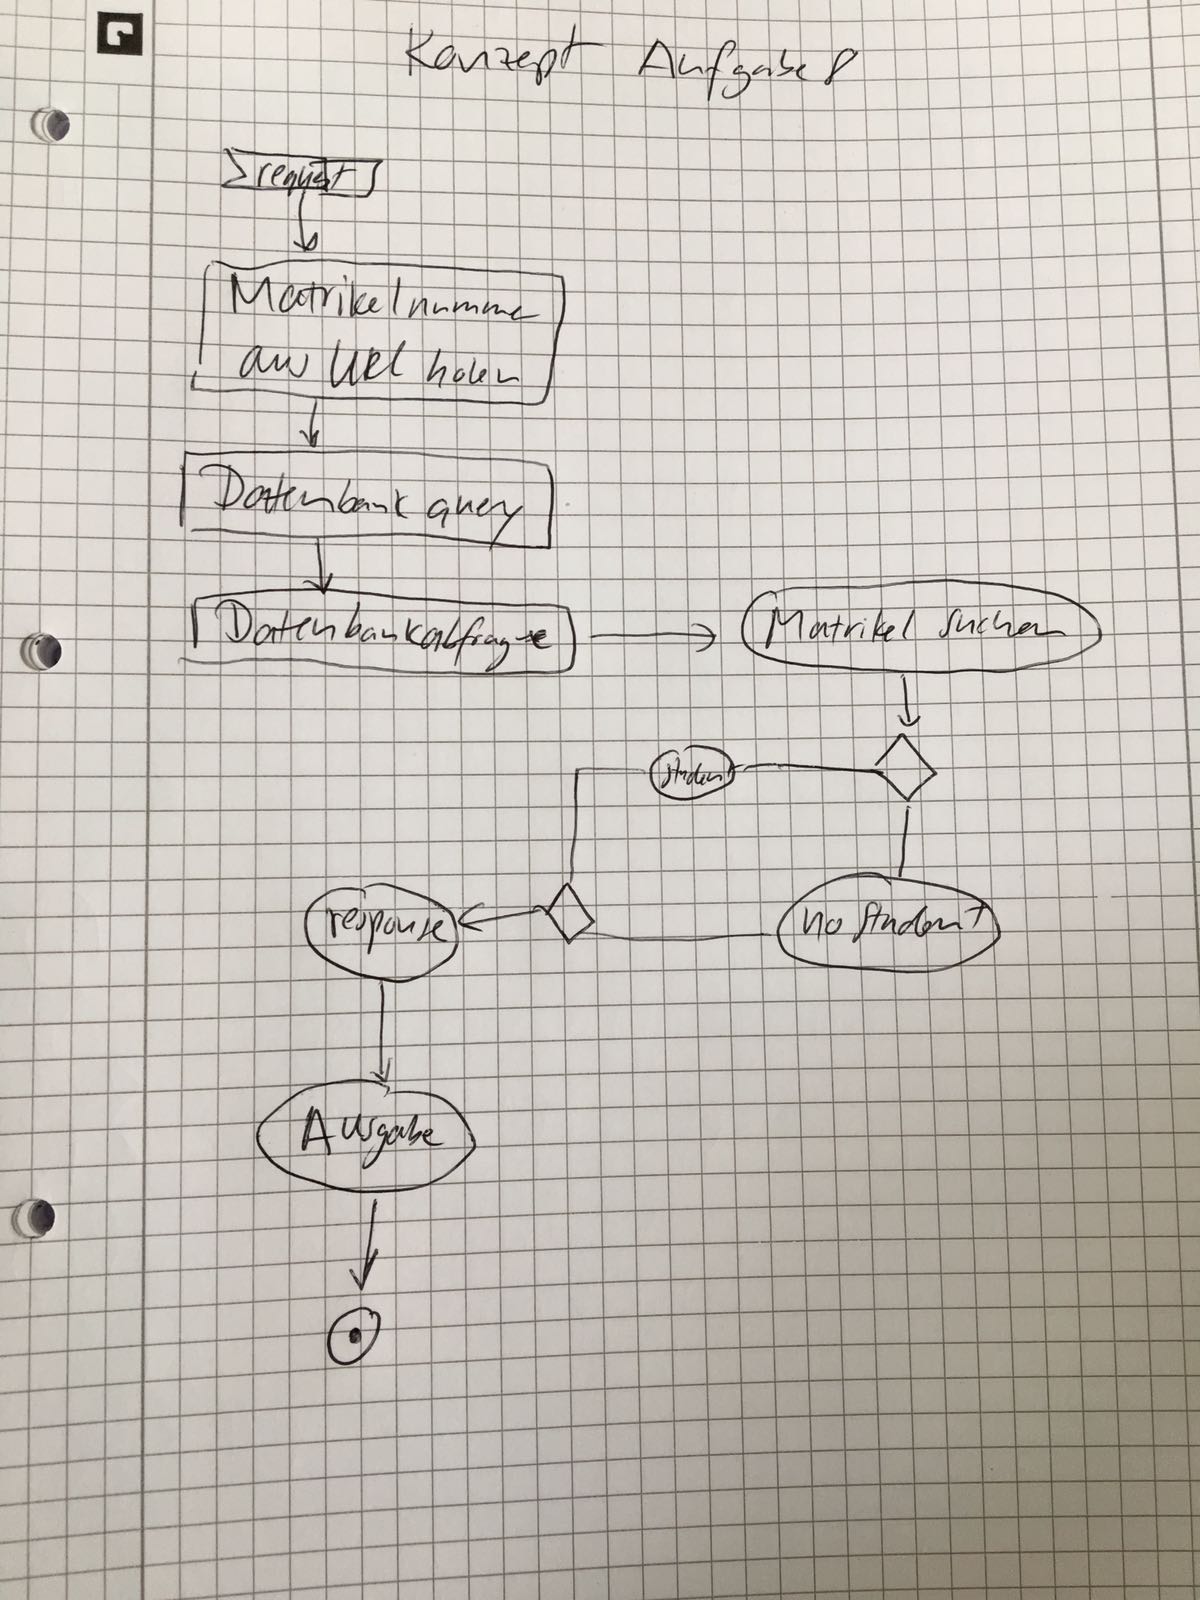 Konzept Aufgabe 8
request
Matrikelnummer
aus URL holen
Datenbank query
Datenbankabfrage
Matrikel suchen
student
no student
response
Ausgabe